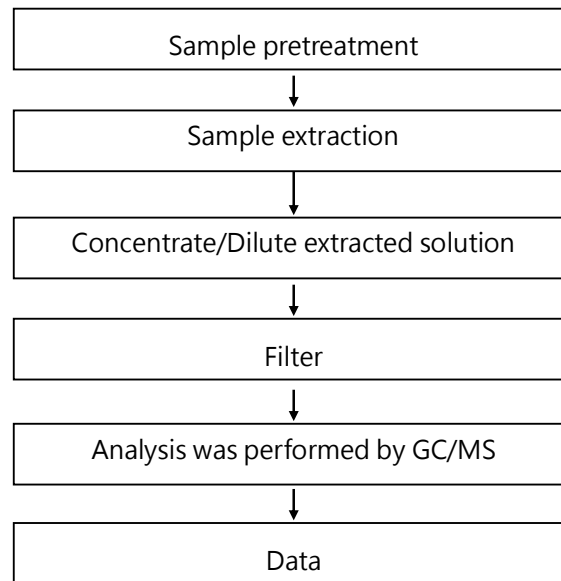 Sample pretreatment
Sample extraction
Concentrate/Dilute extracted solution
Filter
Analysis was performed by GC/MS
Data